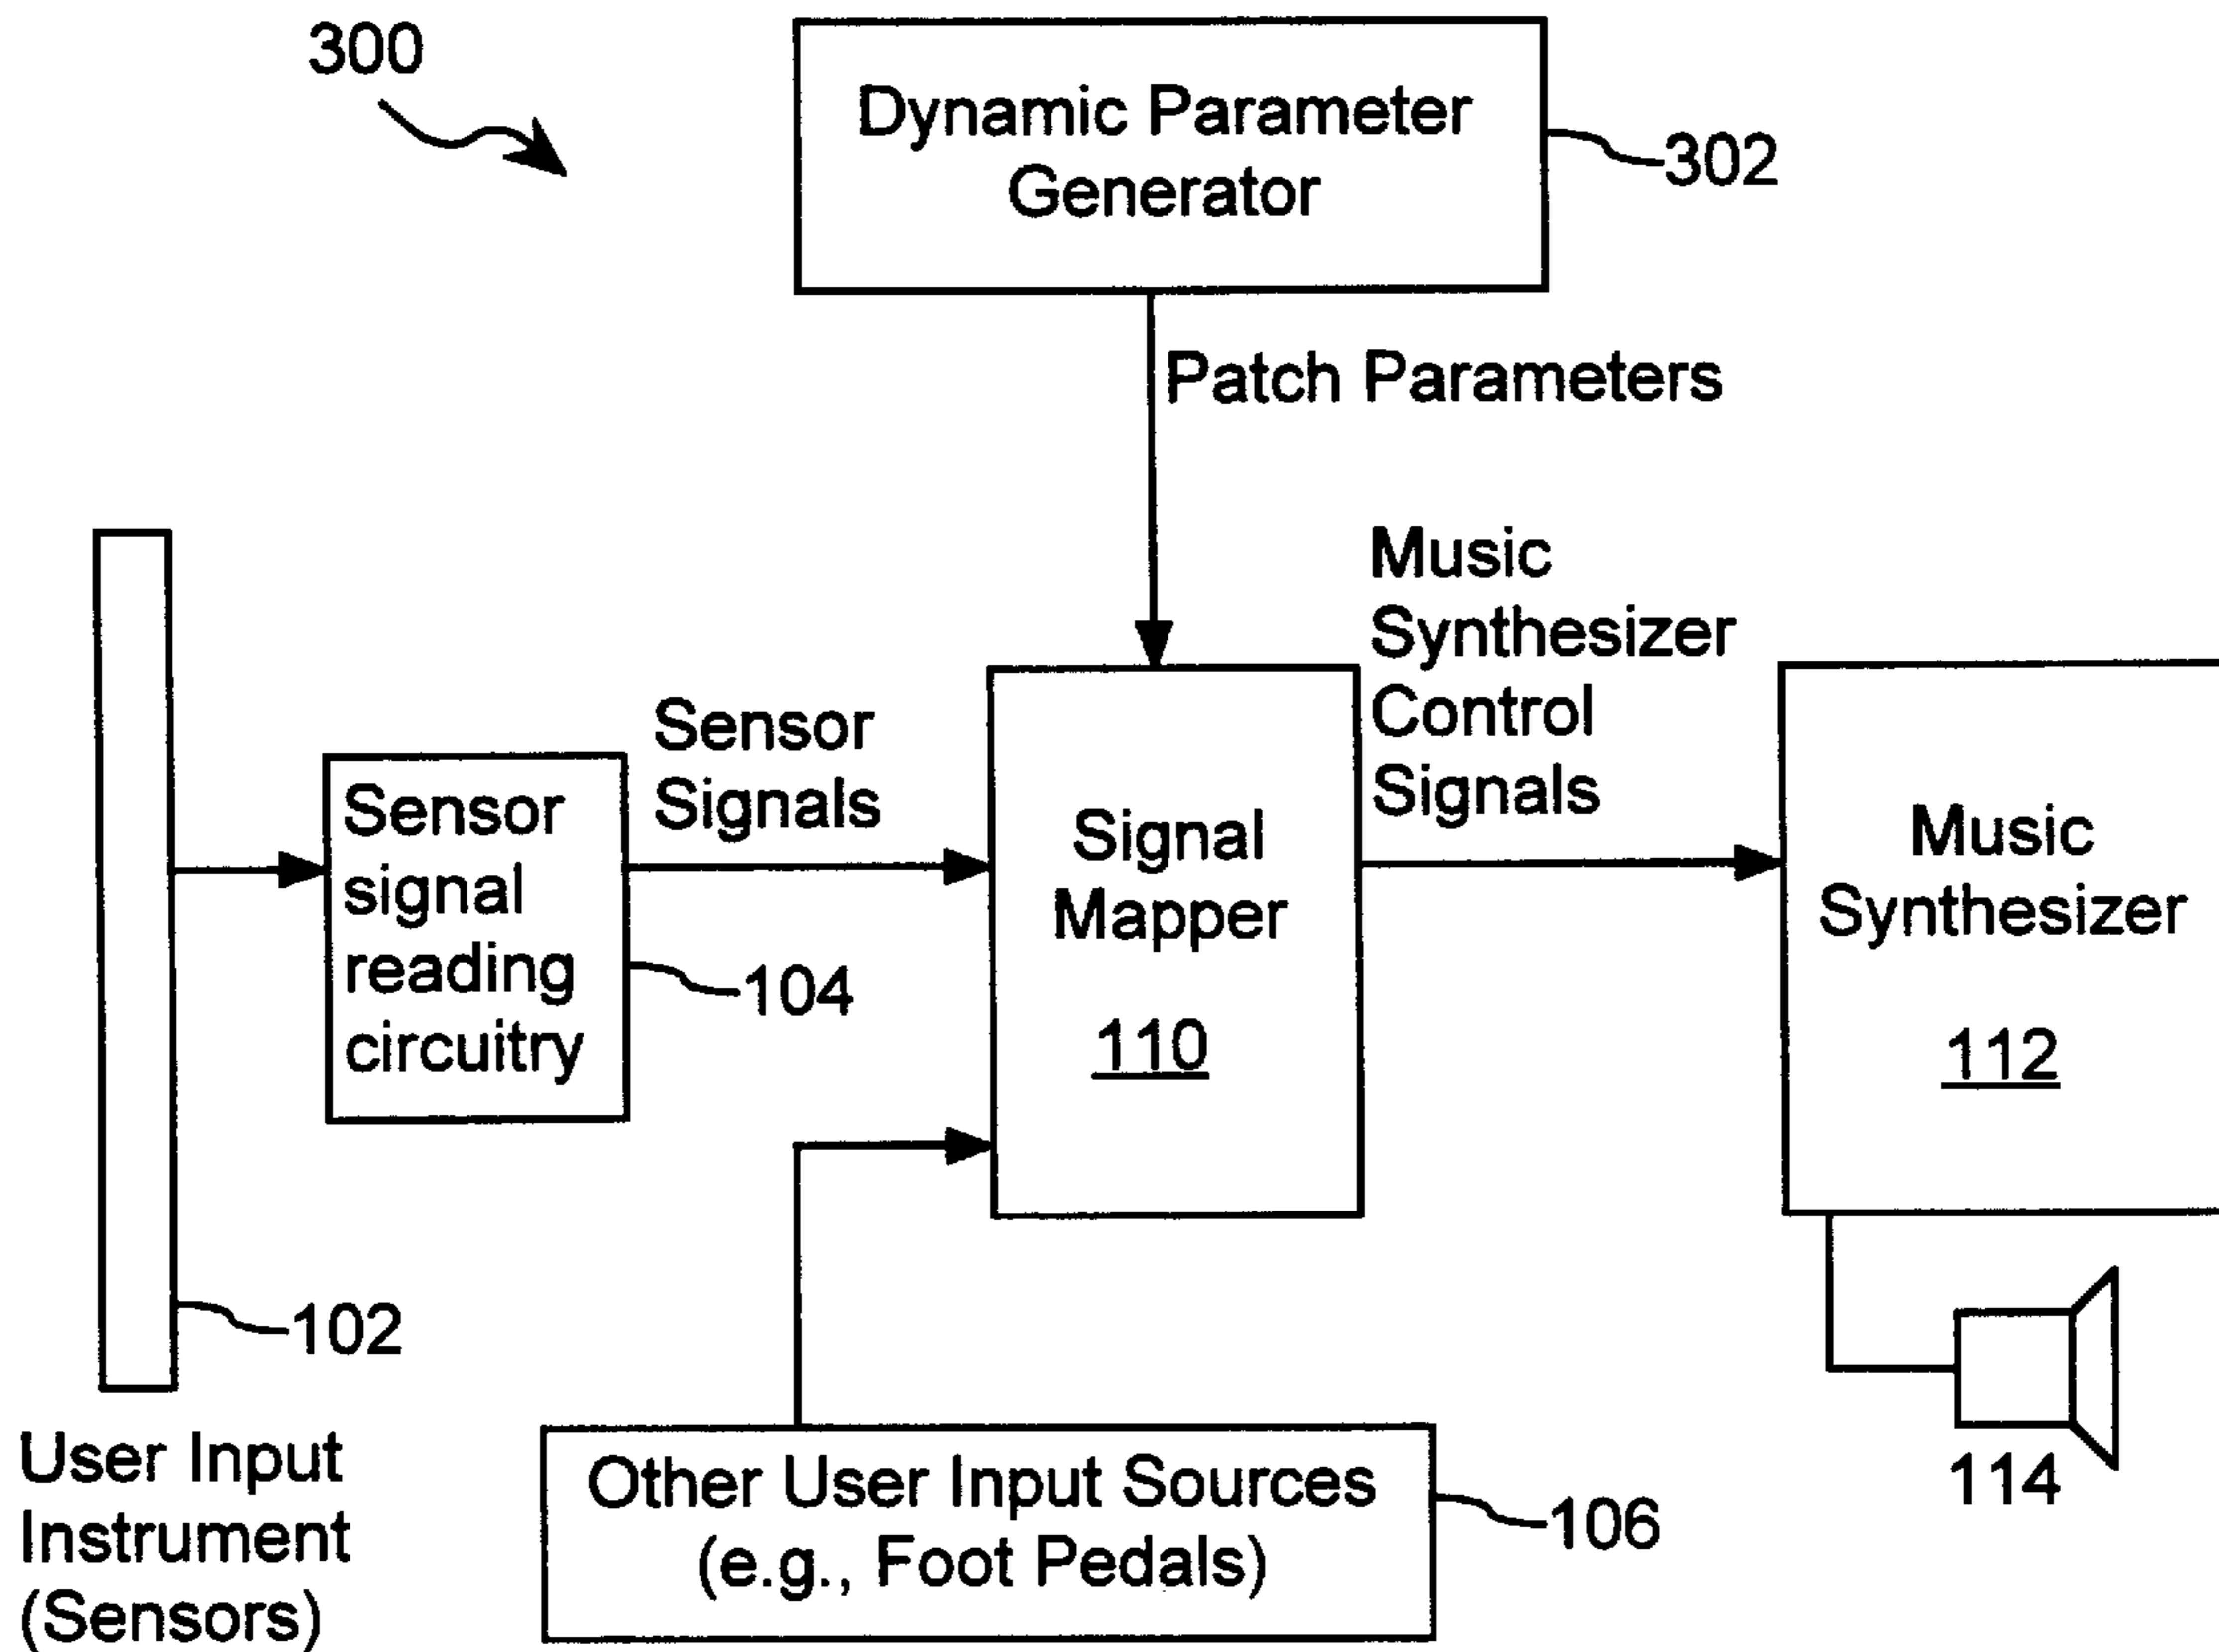 300
Dynamic Parameter
Generator
302
Patch Parameters
Music
Synthesizer
Control
Signals
Sensor
Signals
Sensor
signal
reading
circuitry
104
Signal
Mapper
110
Music
Synthesizer
112
102
User Input
Instrument
(Sensors)
Other User Input Sources
(e.g., Foot Pedals)
106
114